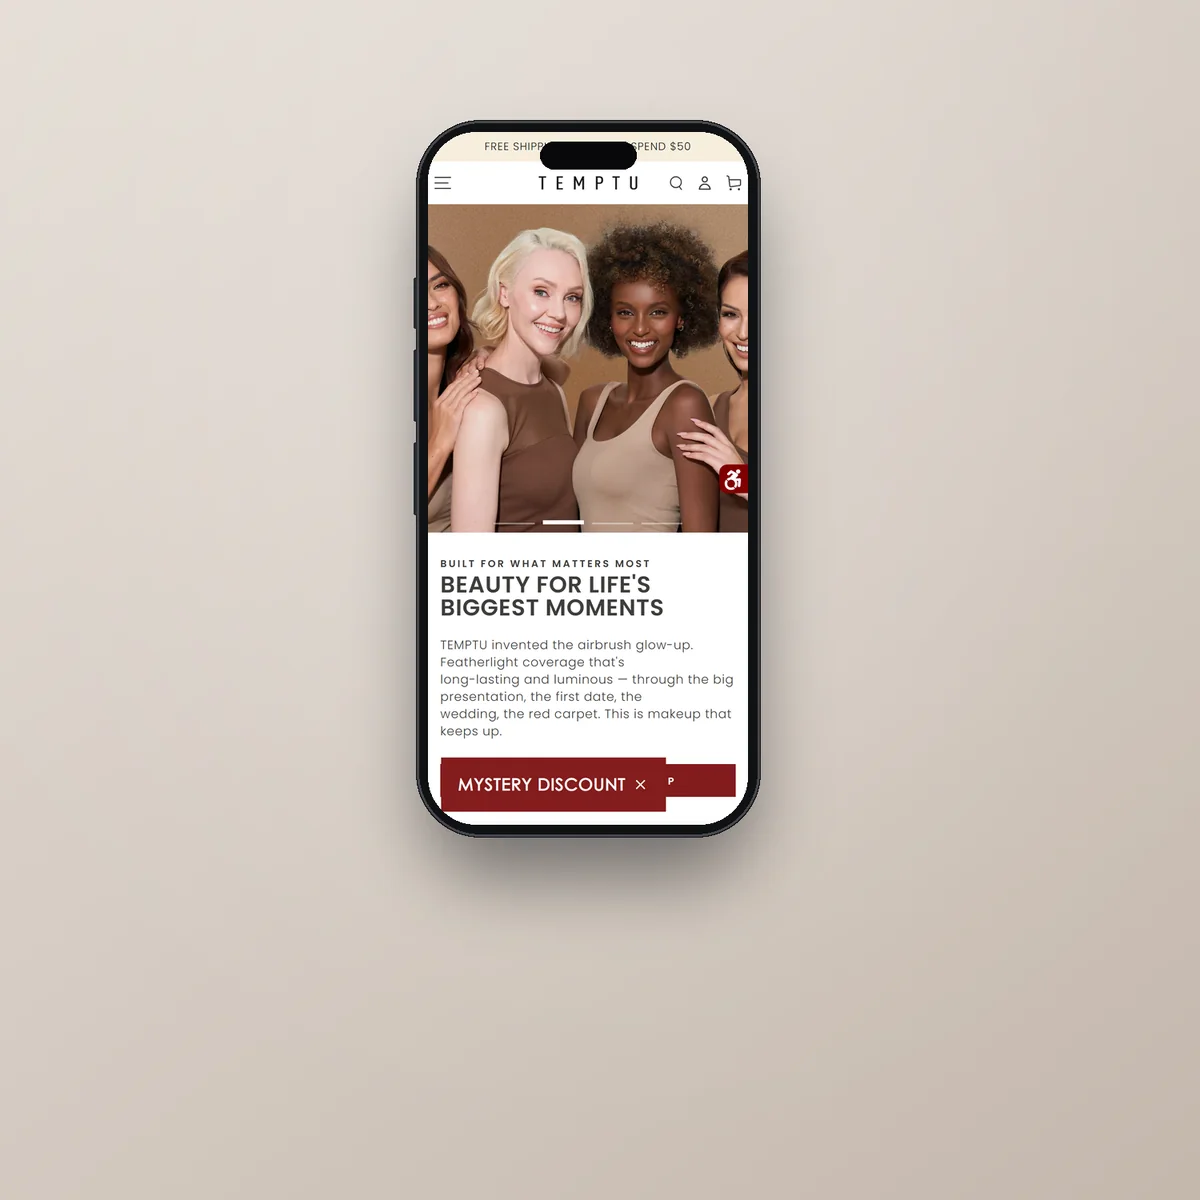 FREE SHIPP SPEND $50
TEMPTU
BUILT FOR WHAT MATTERS MOST
BEAUTY FOR LIFE'S
BIGGEST MOMENTS
TEMPTU invented the airbrush glow-up.
Featherlight coverage that's
long-lasting and luminous — through the big
presentation, the first date, the
wedding, the red carpet. This is makeup that
keeps up.
MYSTERY DISCOUNT ×
P